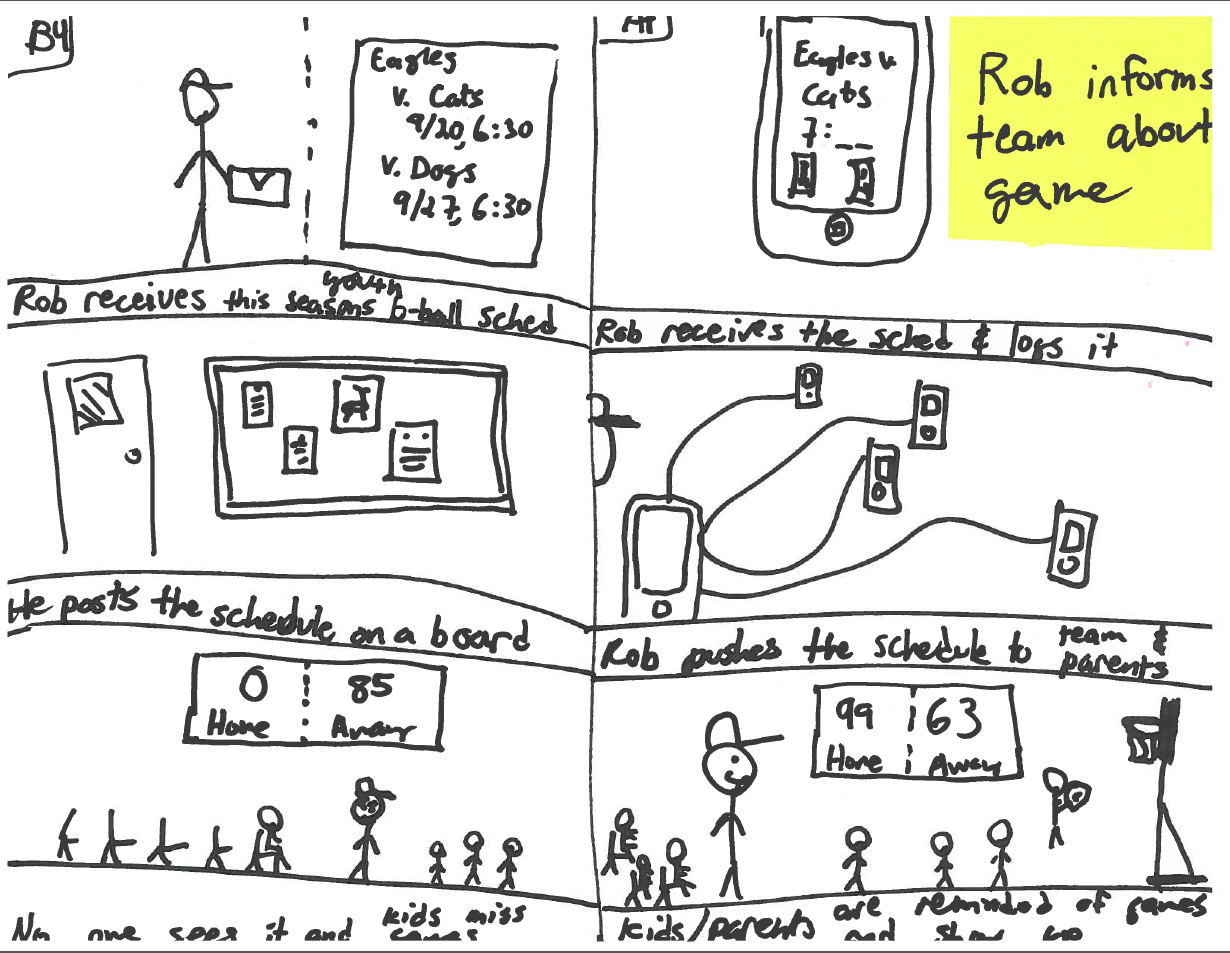 B4
Eagles
v. Cats
9/20, 6:30
v. Dogs
9/27, 6:30
Rob receives this seasons youth b-ball sched
He posts the schedule on a board
0 85
Home Away
No one sees it and kids miss games
Eagles v.
Cats
7:__
Rob informs
team about
game
Rob receives the sched & logs it
Rob pushes the schedule to team & parents
99 63
Home Away
kids/parents are reminded of games
and show up